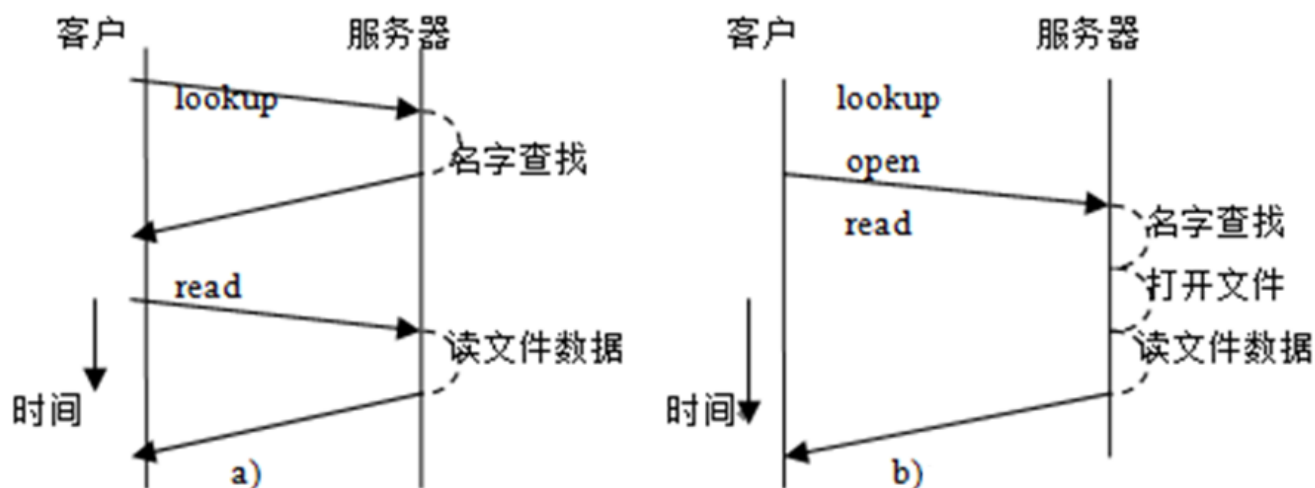 客户
服务器
lookup
名字查找
read
读文件数据
时间
a)
客户
服务器
lookup
open
read
名字查找
打开文件
读文件数据
时间
b)